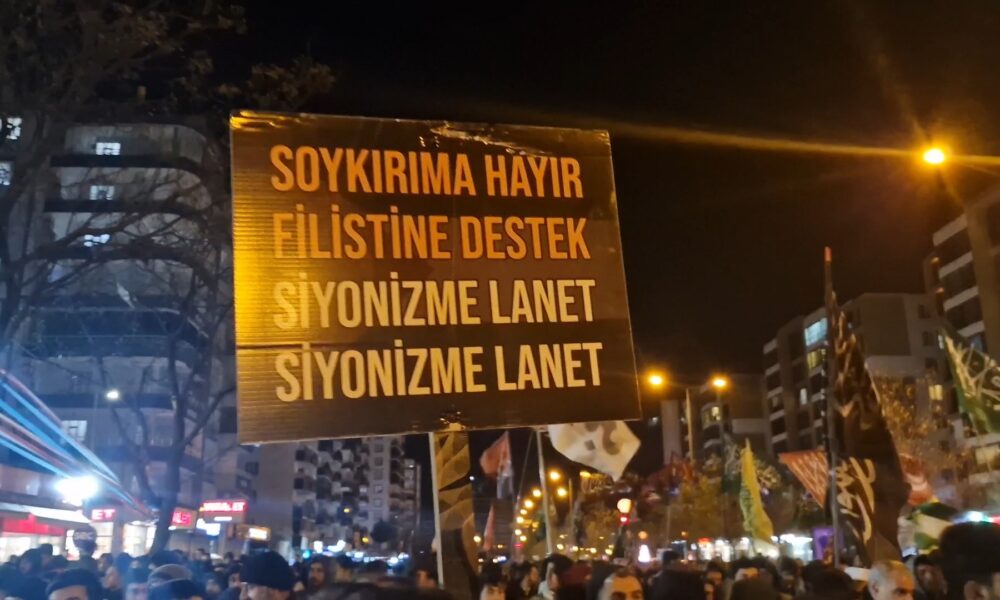 SOYKIRIMA HAYIR
FİLİSTİNE DESTEK
SİYONİZME LANET
SİYONİZME LANET